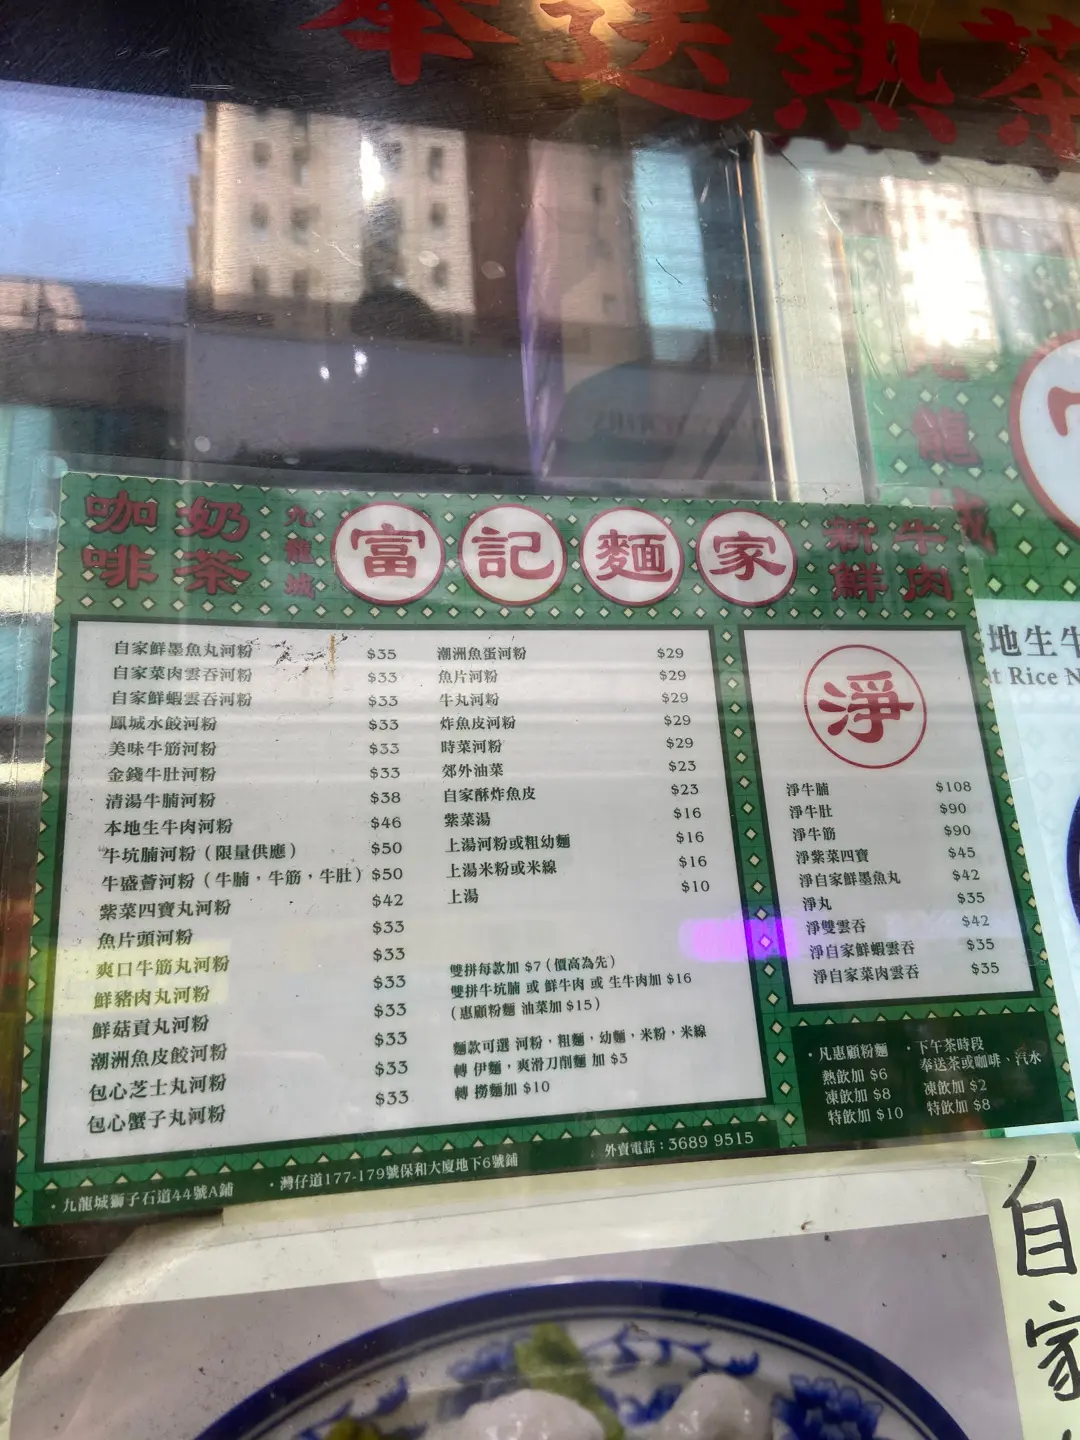 奉送熱茶
咖啡
奶茶
九龍城
富記麵家
新鮮
牛肉
自家鮮墨魚丸河粉 $35
自家菜肉雲吞河粉 $33
自家鮮蝦雲吞河粉 $33
鳳城水餃河粉 $33
美味牛筋河粉 $33
金錢牛肚河粉 $33
清湯牛腩河粉 $38
本地生牛肉河粉 $46
牛坑腩河粉（限量供應） $50
牛盛薈河粉（牛腩，牛筋，牛肚） $50
紫菜四寶丸河粉 $42
魚片頭河粉 $33
爽口牛筋丸河粉 $33
鮮豬肉丸河粉 $33
鮮菇貢丸河粉 $33
潮洲魚皮餃河粉 $33
包心芝士丸河粉 $33
包心蟹子丸河粉 $33
潮洲魚蛋河粉 $29
魚片河粉 $29
牛丸河粉 $29
炸魚皮河粉 $29
時菜河粉 $29
郊外油菜 $23
自家酥炸魚皮 $23
紫菜湯 $16
上湯河粉或粗幼麵 $16
上湯米粉或米線 $16
上湯 $10
雙拼每款加 $7（價高為先）
雙拼牛坑腩 或 鮮牛肉 或 生牛肉加 $16
（惠顧粉麵 油菜加 $15）
麵款可選 河粉，粗麵，幼麵，米粉，米線
轉 伊麵，爽滑刀削麵 加 $3
轉 撈麵加 $10
淨
淨牛腩 $108
淨牛肚 $90
淨牛筋 $90
淨紫菜四寶 $45
淨自家鮮墨魚丸 $42
淨丸 $35
淨雙雲吞 $42
淨自家鮮蝦雲吞 $35
淨自家菜肉雲吞 $35
・凡惠顧粉麵
熱飲加 $6
凍飲加 $8
特飲加 $10
・下午茶時段
奉送茶或咖啡、汽水
凍飲加 $2
特飲加 $8
・九龍城獅子石道44號A鋪 ・灣仔道177-179號保和大廈地下6號鋪 外賣電話：3689 9515
龍城
地生牛
t Rice N
自家